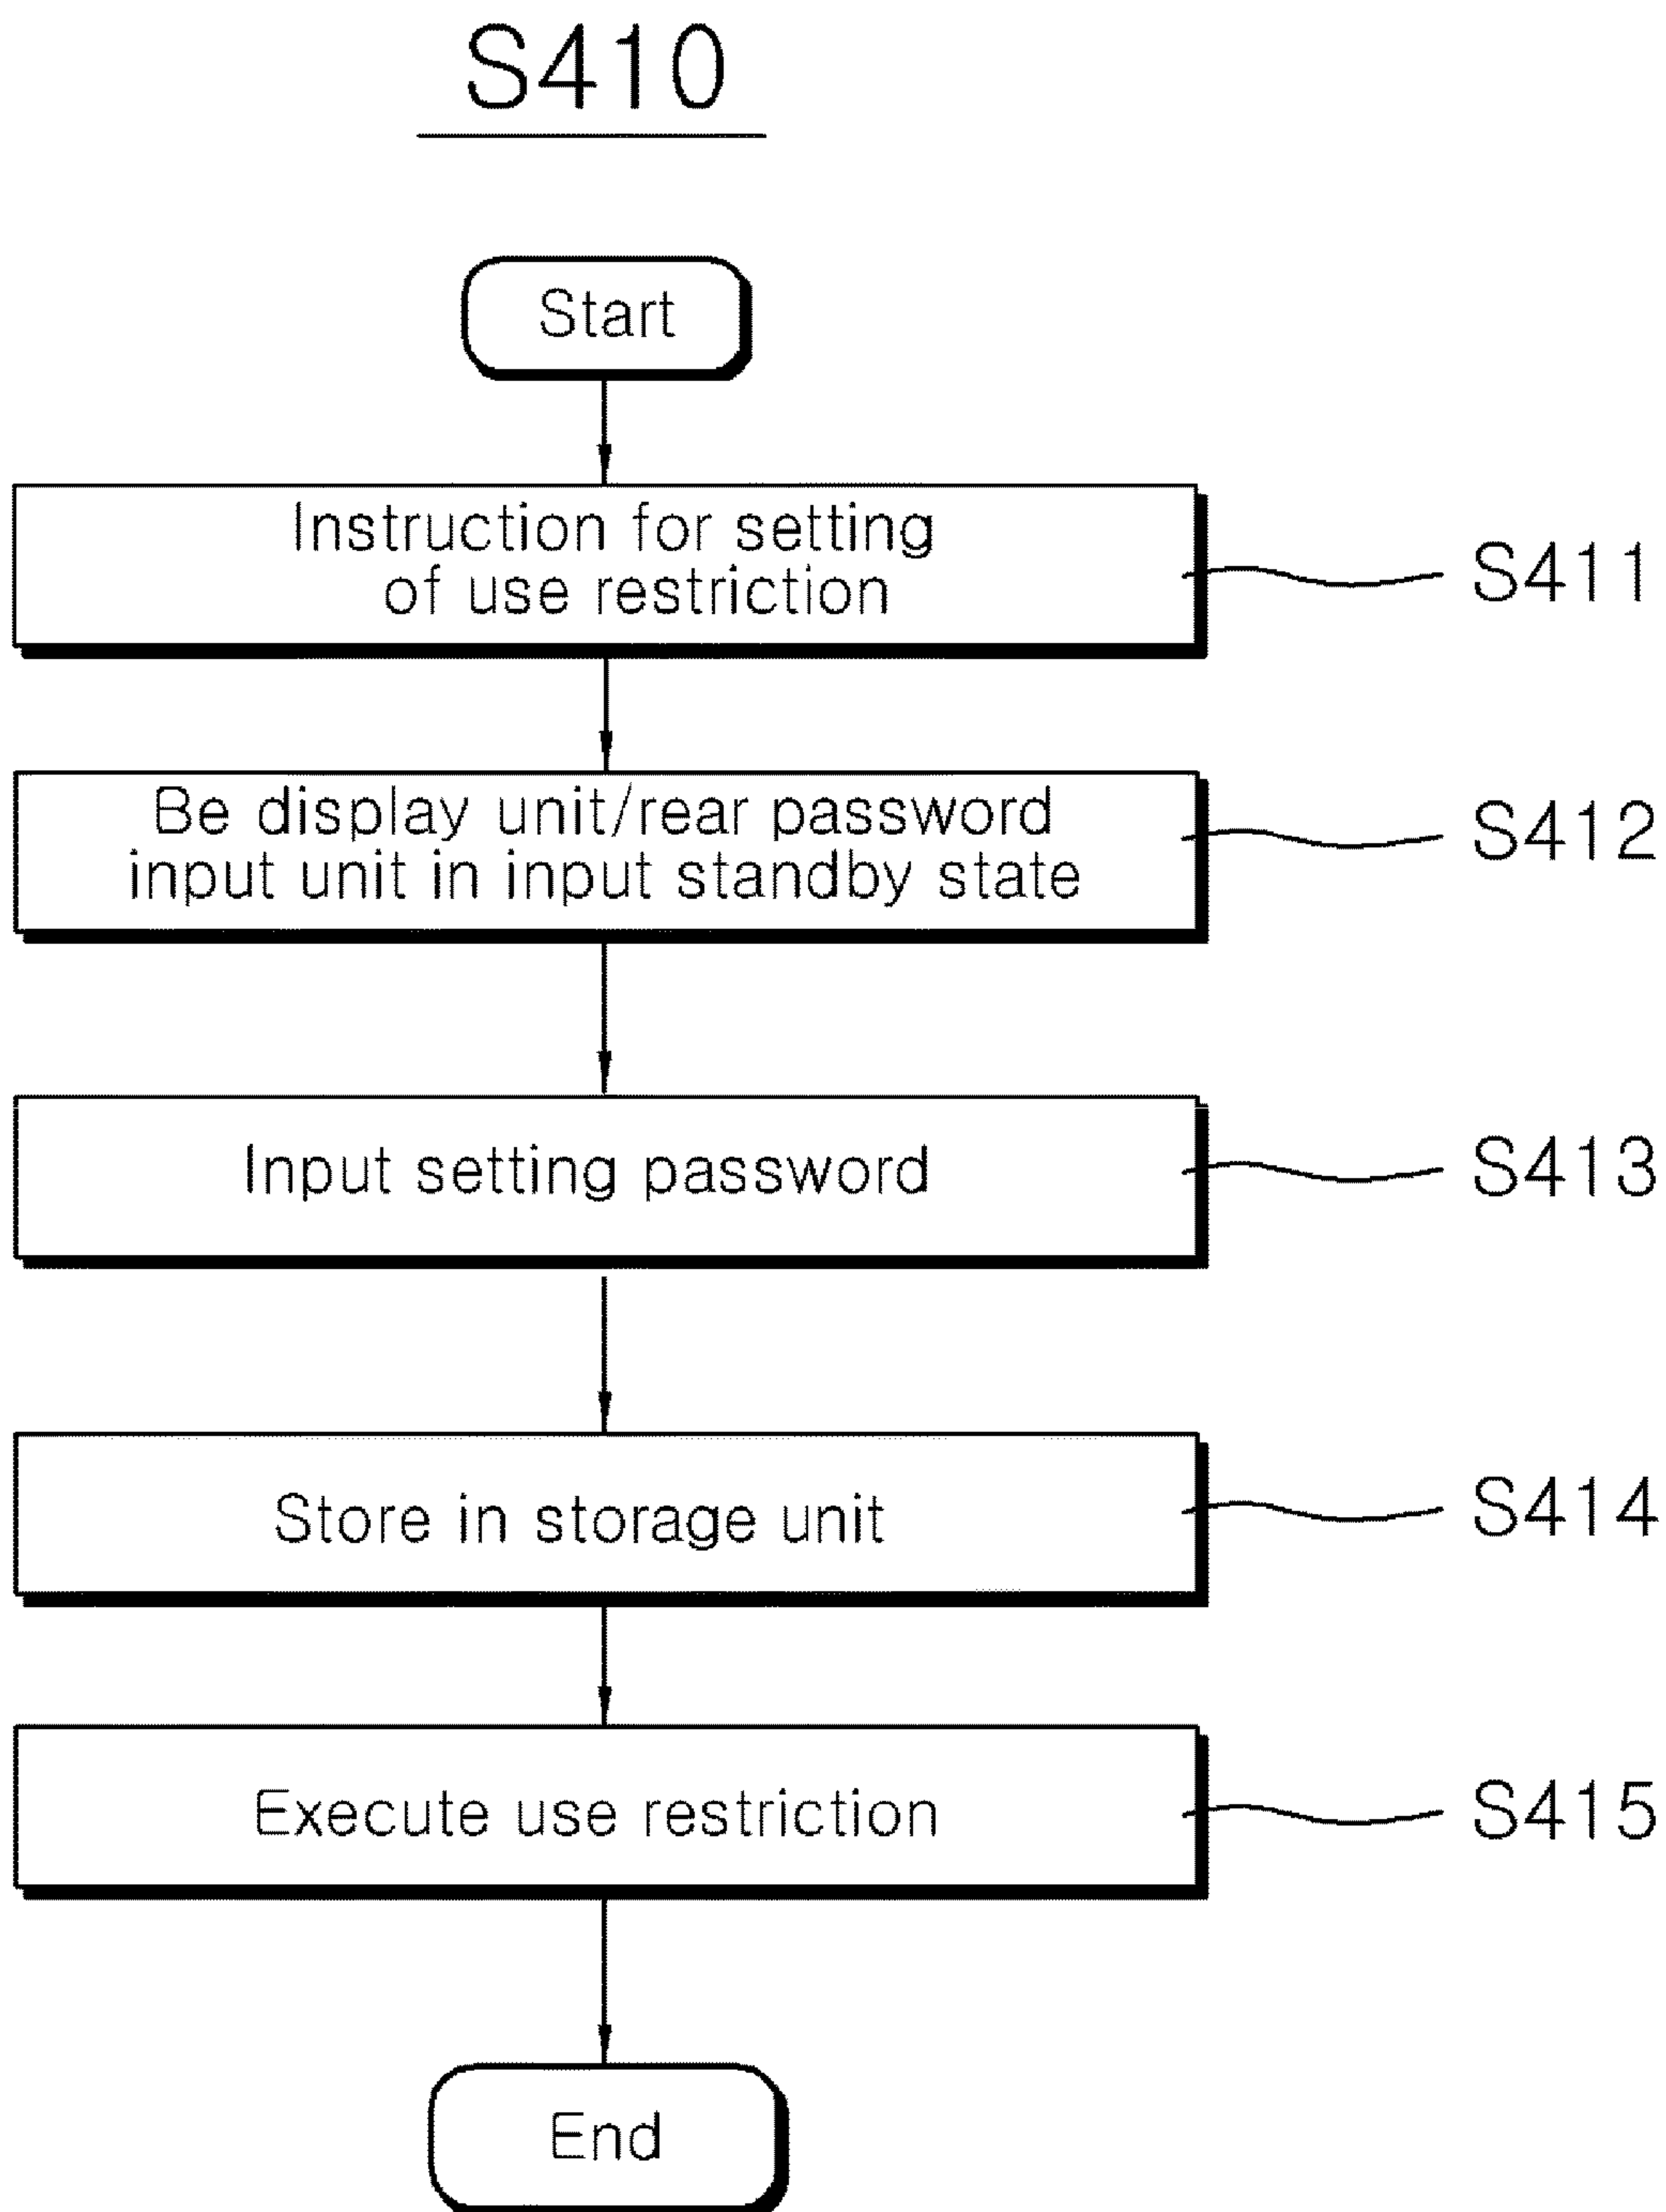 S410
Start
Instruction for setting
of use restriction
S411
Be display unit/rear password
input unit in input standby state
S412
Input setting password
S413
Store in storage unit
S414
Execute use restriction
S415
End